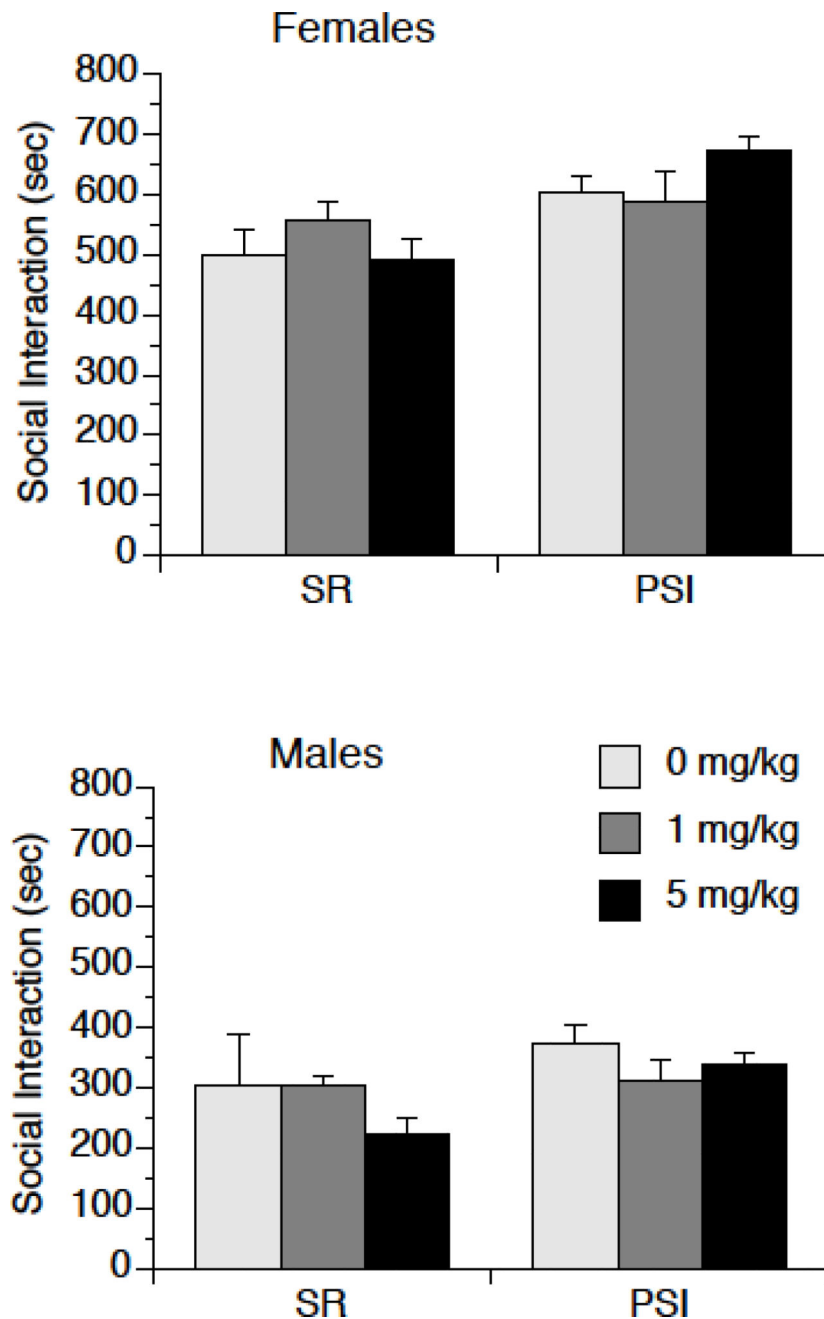 Females
Social Interaction (sec)
800
700
600
500
400
300
200
100
0
SR PSI
Males
0 mg/kg
1 mg/kg
5 mg/kg
Social Interaction (sec)
800
700
600
500
400
300
200
100
0
SR PSI